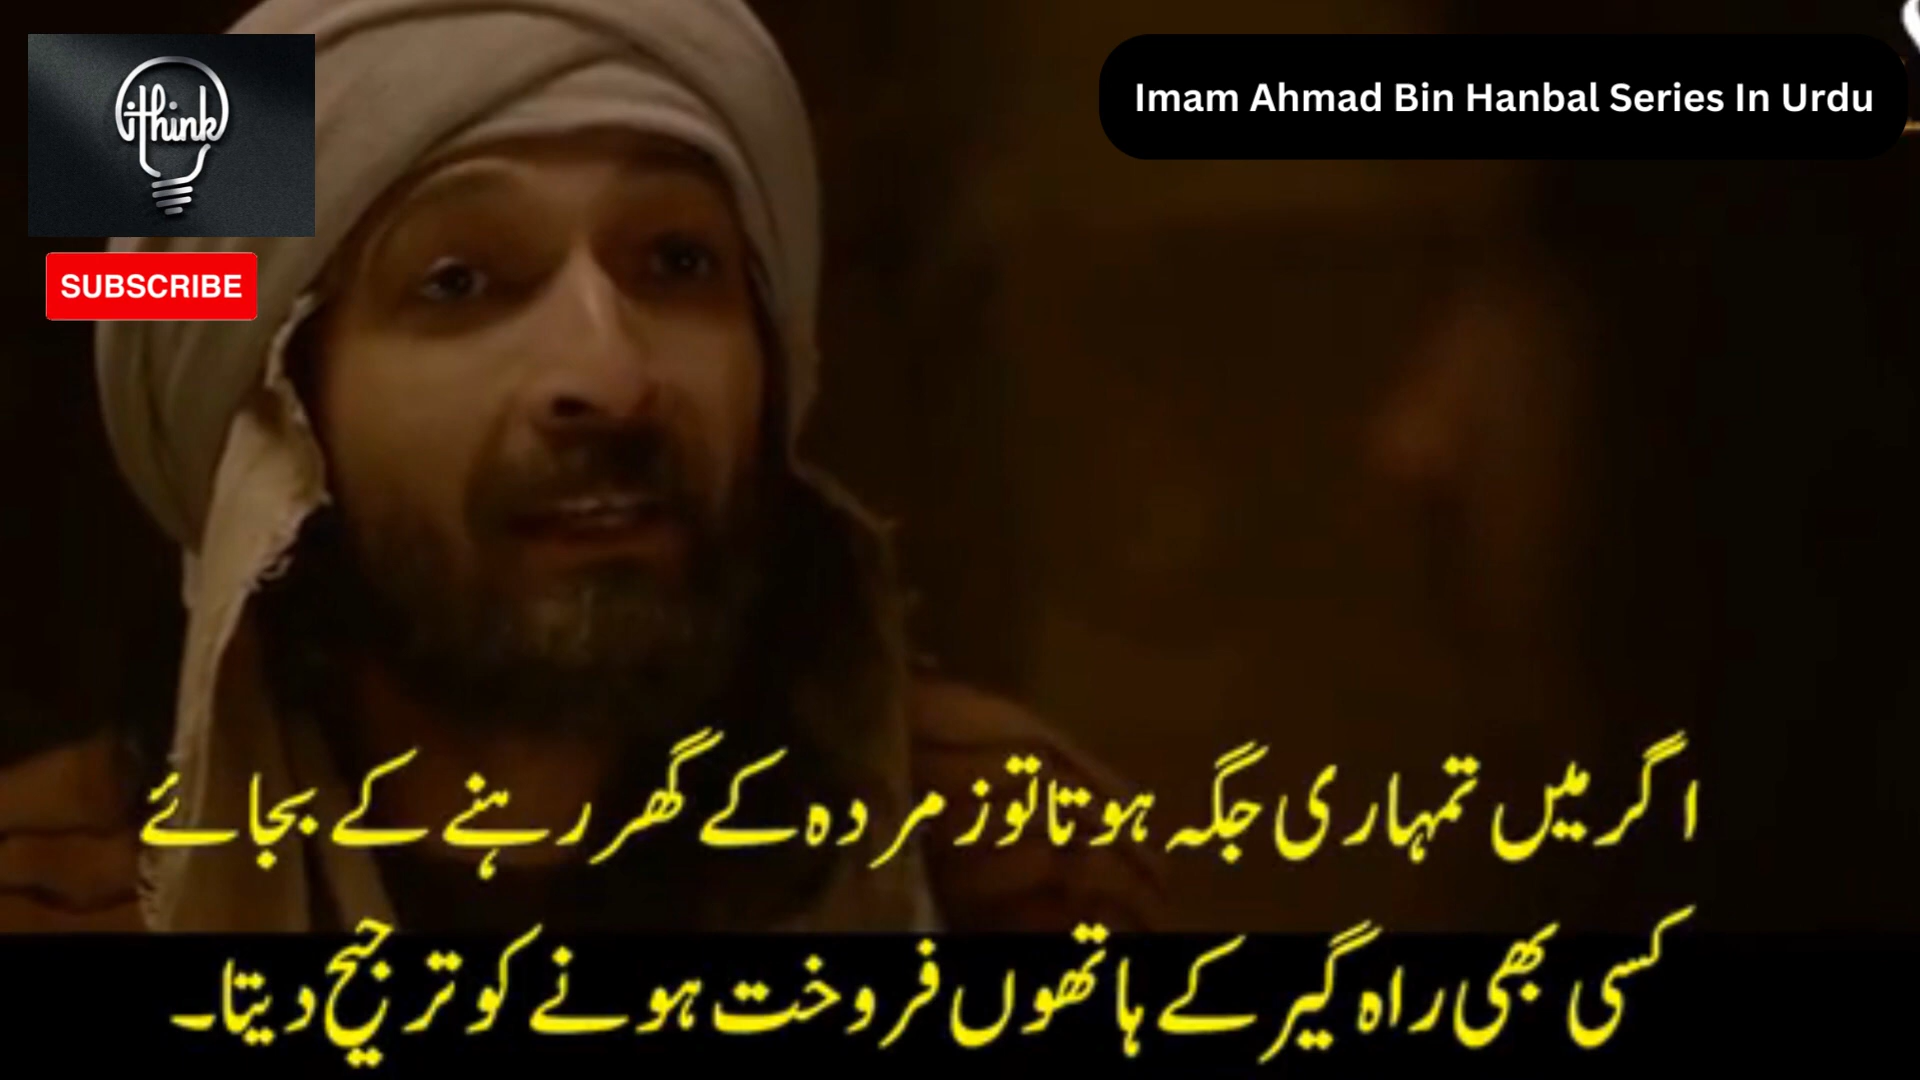 ithink
SUBSCRIBE
Imam Ahmad Bin Hanbal Series In Urdu
اگر میں تمہاری جگہ ہوتا تو زمردہ کے گھر رہنے کے بجائے
کسی بھی راہ گیر کے ہاتھوں فروخت ہونے کو ترجیح دیتا۔